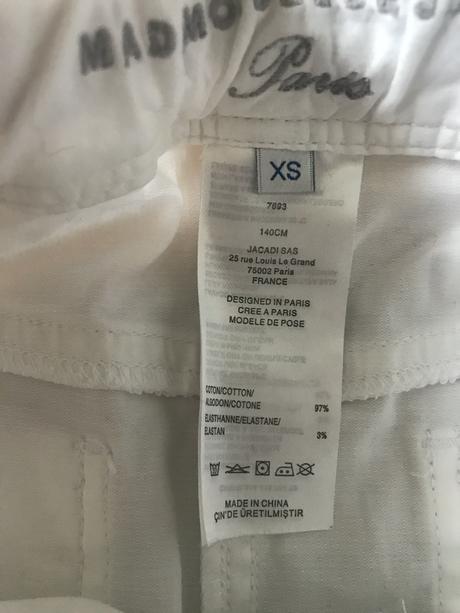 Paris
XS
7693
140CM
JACADI SAS
25 rue Louis Le Grand
75002 Paris
FRANCE
DESIGNED IN PARIS
CREE A PARIS
MODELE DE POSE
COTON/COTTON/
ALGODON/COTONE 97%
ELASTHANNE/ELASTANE/
ELASTAN 3%
MADE IN CHINA
ÇIN'DE ÜRETILMIŞTIR